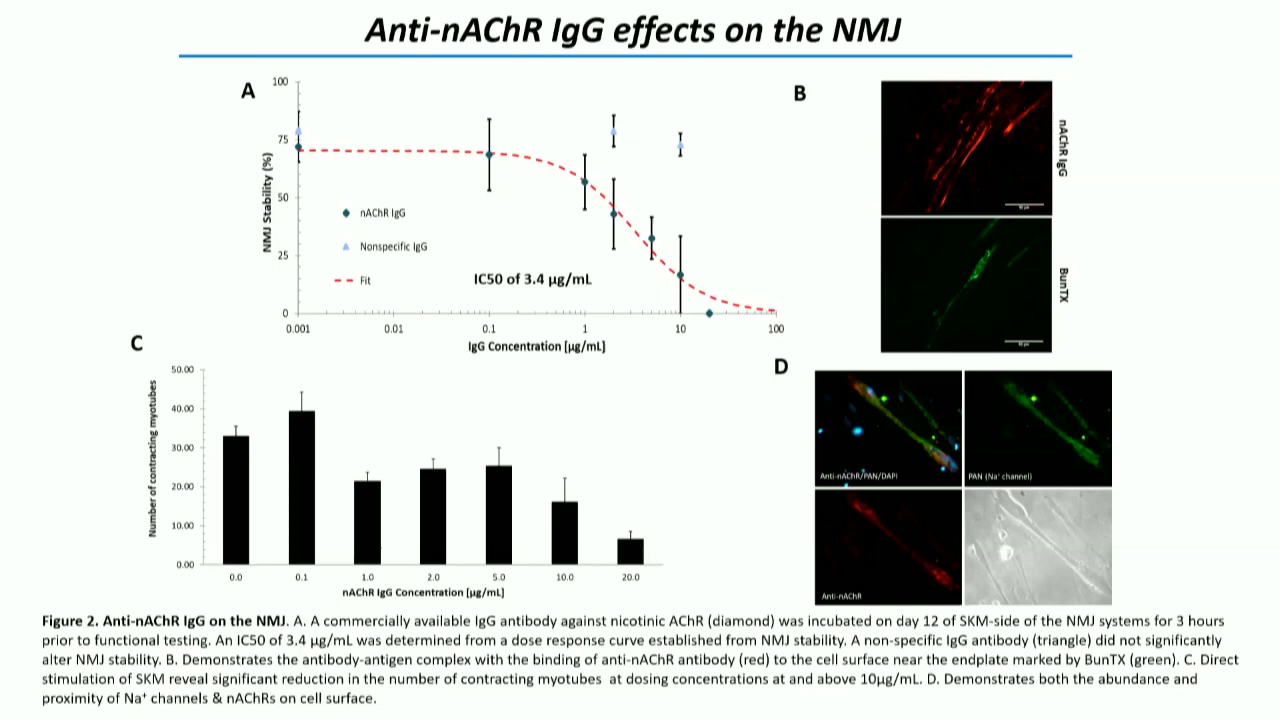 Anti-nAChR IgG effects on the NMJ
A
100
75
50
25
0
NMJ Stability (%)
nAChR IgG
Nonspecific IgG
Fit
IC50 of 3.4 µg/mL
0.001 0.01 0.1 1 10 100
IgG Concentration [µg/mL]
B
nAChR IgG
BunTX
C
50.00
40.00
30.00
20.00
10.00
0.00
Number of contracting myotubes
0.0 0.1 1.0 2.0 5.0 10.0 20.0
nAChR IgG Concentration [µg/mL]
D
Anti-nAChR/PAN/DAPI
PAN (Na⁺ channel)
Anti-nAChR
Figure 2. Anti-nAChR IgG on the NMJ. A. A commercially available IgG antibody against nicotinic AChR (diamond) was incubated on day 12 of SKM-side of the NMJ systems for 3 hours
prior to functional testing. An IC50 of 3.4 µg/mL was determined from a dose response curve established from NMJ stability. A non-specific IgG antibody (triangle) did not significantly
alter NMJ stability. B. Demonstrates the antibody-antigen complex with the binding of anti-nAChR antibody (red) to the cell surface near the endplate marked by BunTX (green). C. Direct
stimulation of SKM reveal significant reduction in the number of contracting myotubes at dosing concentrations at and above 10µg/mL. D. Demonstrates both the abundance and
proximity of Na⁺ channels & nAChRs on cell surface.